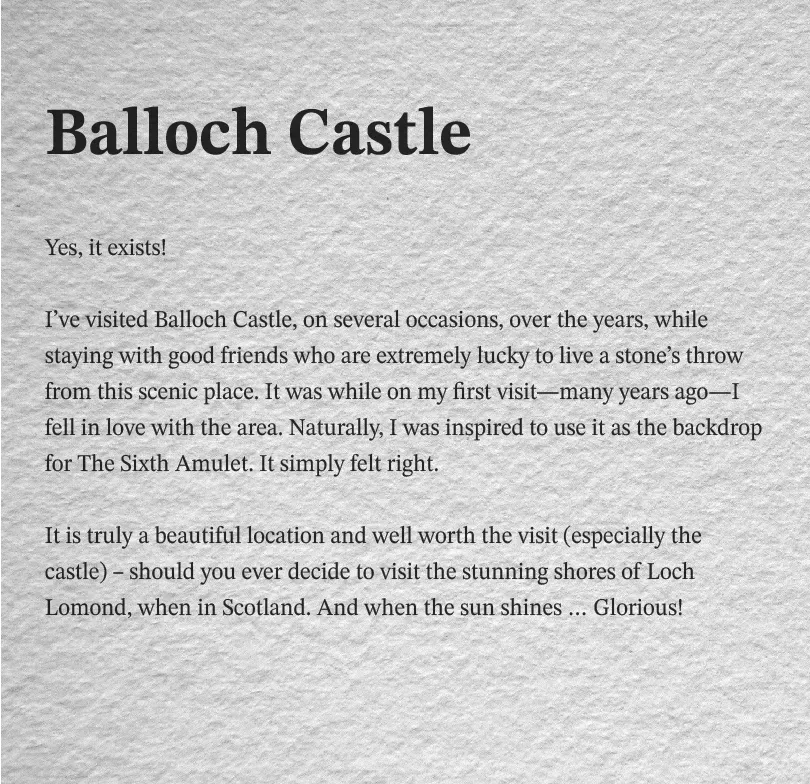 Balloch Castle
Yes, it exists!
I’ve visited Balloch Castle, on several occasions, over the years, while
staying with good friends who are extremely lucky to live a stone’s throw
from this scenic place. It was while on my first visit—many years ago—I
fell in love with the area. Naturally, I was inspired to use it as the backdrop
for The Sixth Amulet. It simply felt right.
It is truly a beautiful location and well worth the visit (especially the
castle) – should you ever decide to visit the stunning shores of Loch
Lomond, when in Scotland. And when the sun shines … Glorious!